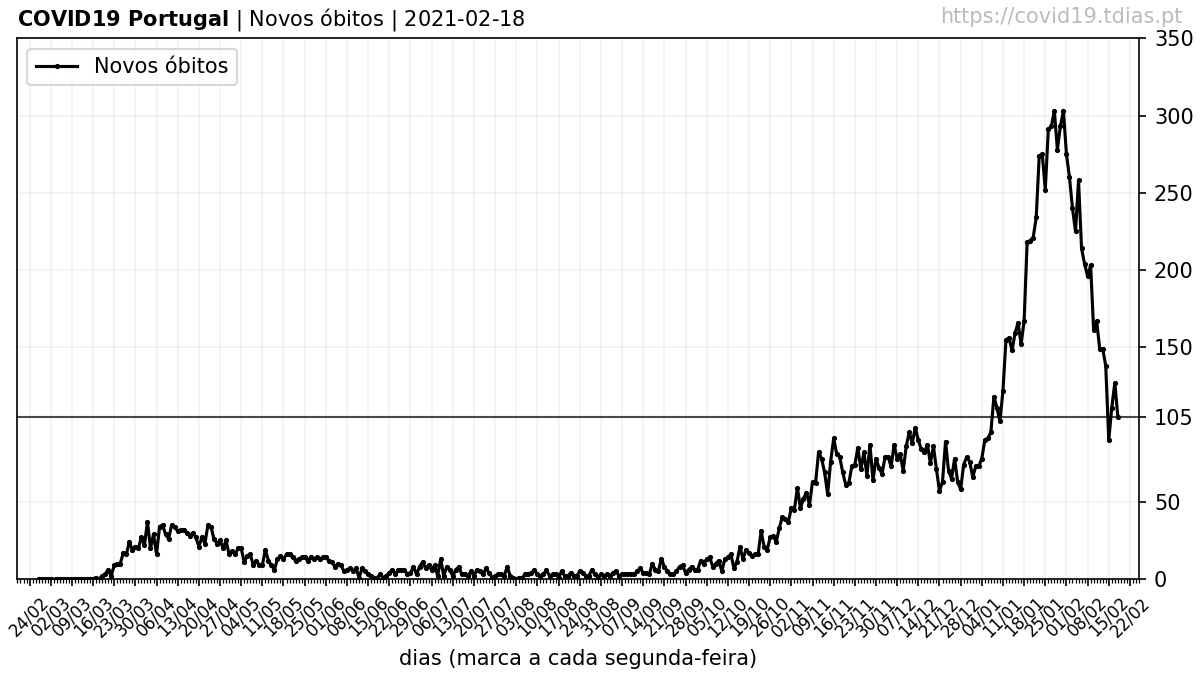 COVID19 Portugal | Novos óbitos | 2021-02-18
https://covid19.tdias.pt
Novos óbitos
350
300
250
200
150
105
50
0
24/02 02/03 09/03 16/03 23/03 30/03 06/04 13/04 20/04 27/04 04/05 11/05 18/05 25/05 01/06 08/06 15/06 22/06 29/06 06/07 13/07 20/07 27/07 03/08 10/08 17/08 24/08 31/08 07/09 14/09 21/09 28/09 05/10 12/10 19/10 26/10 02/11 09/11 16/11 23/11 30/11 07/12 14/12 21/12 28/12 04/01 11/01 18/01 25/01 01/02 08/02 15/02 22/02
dias (marca a cada segunda-feira)